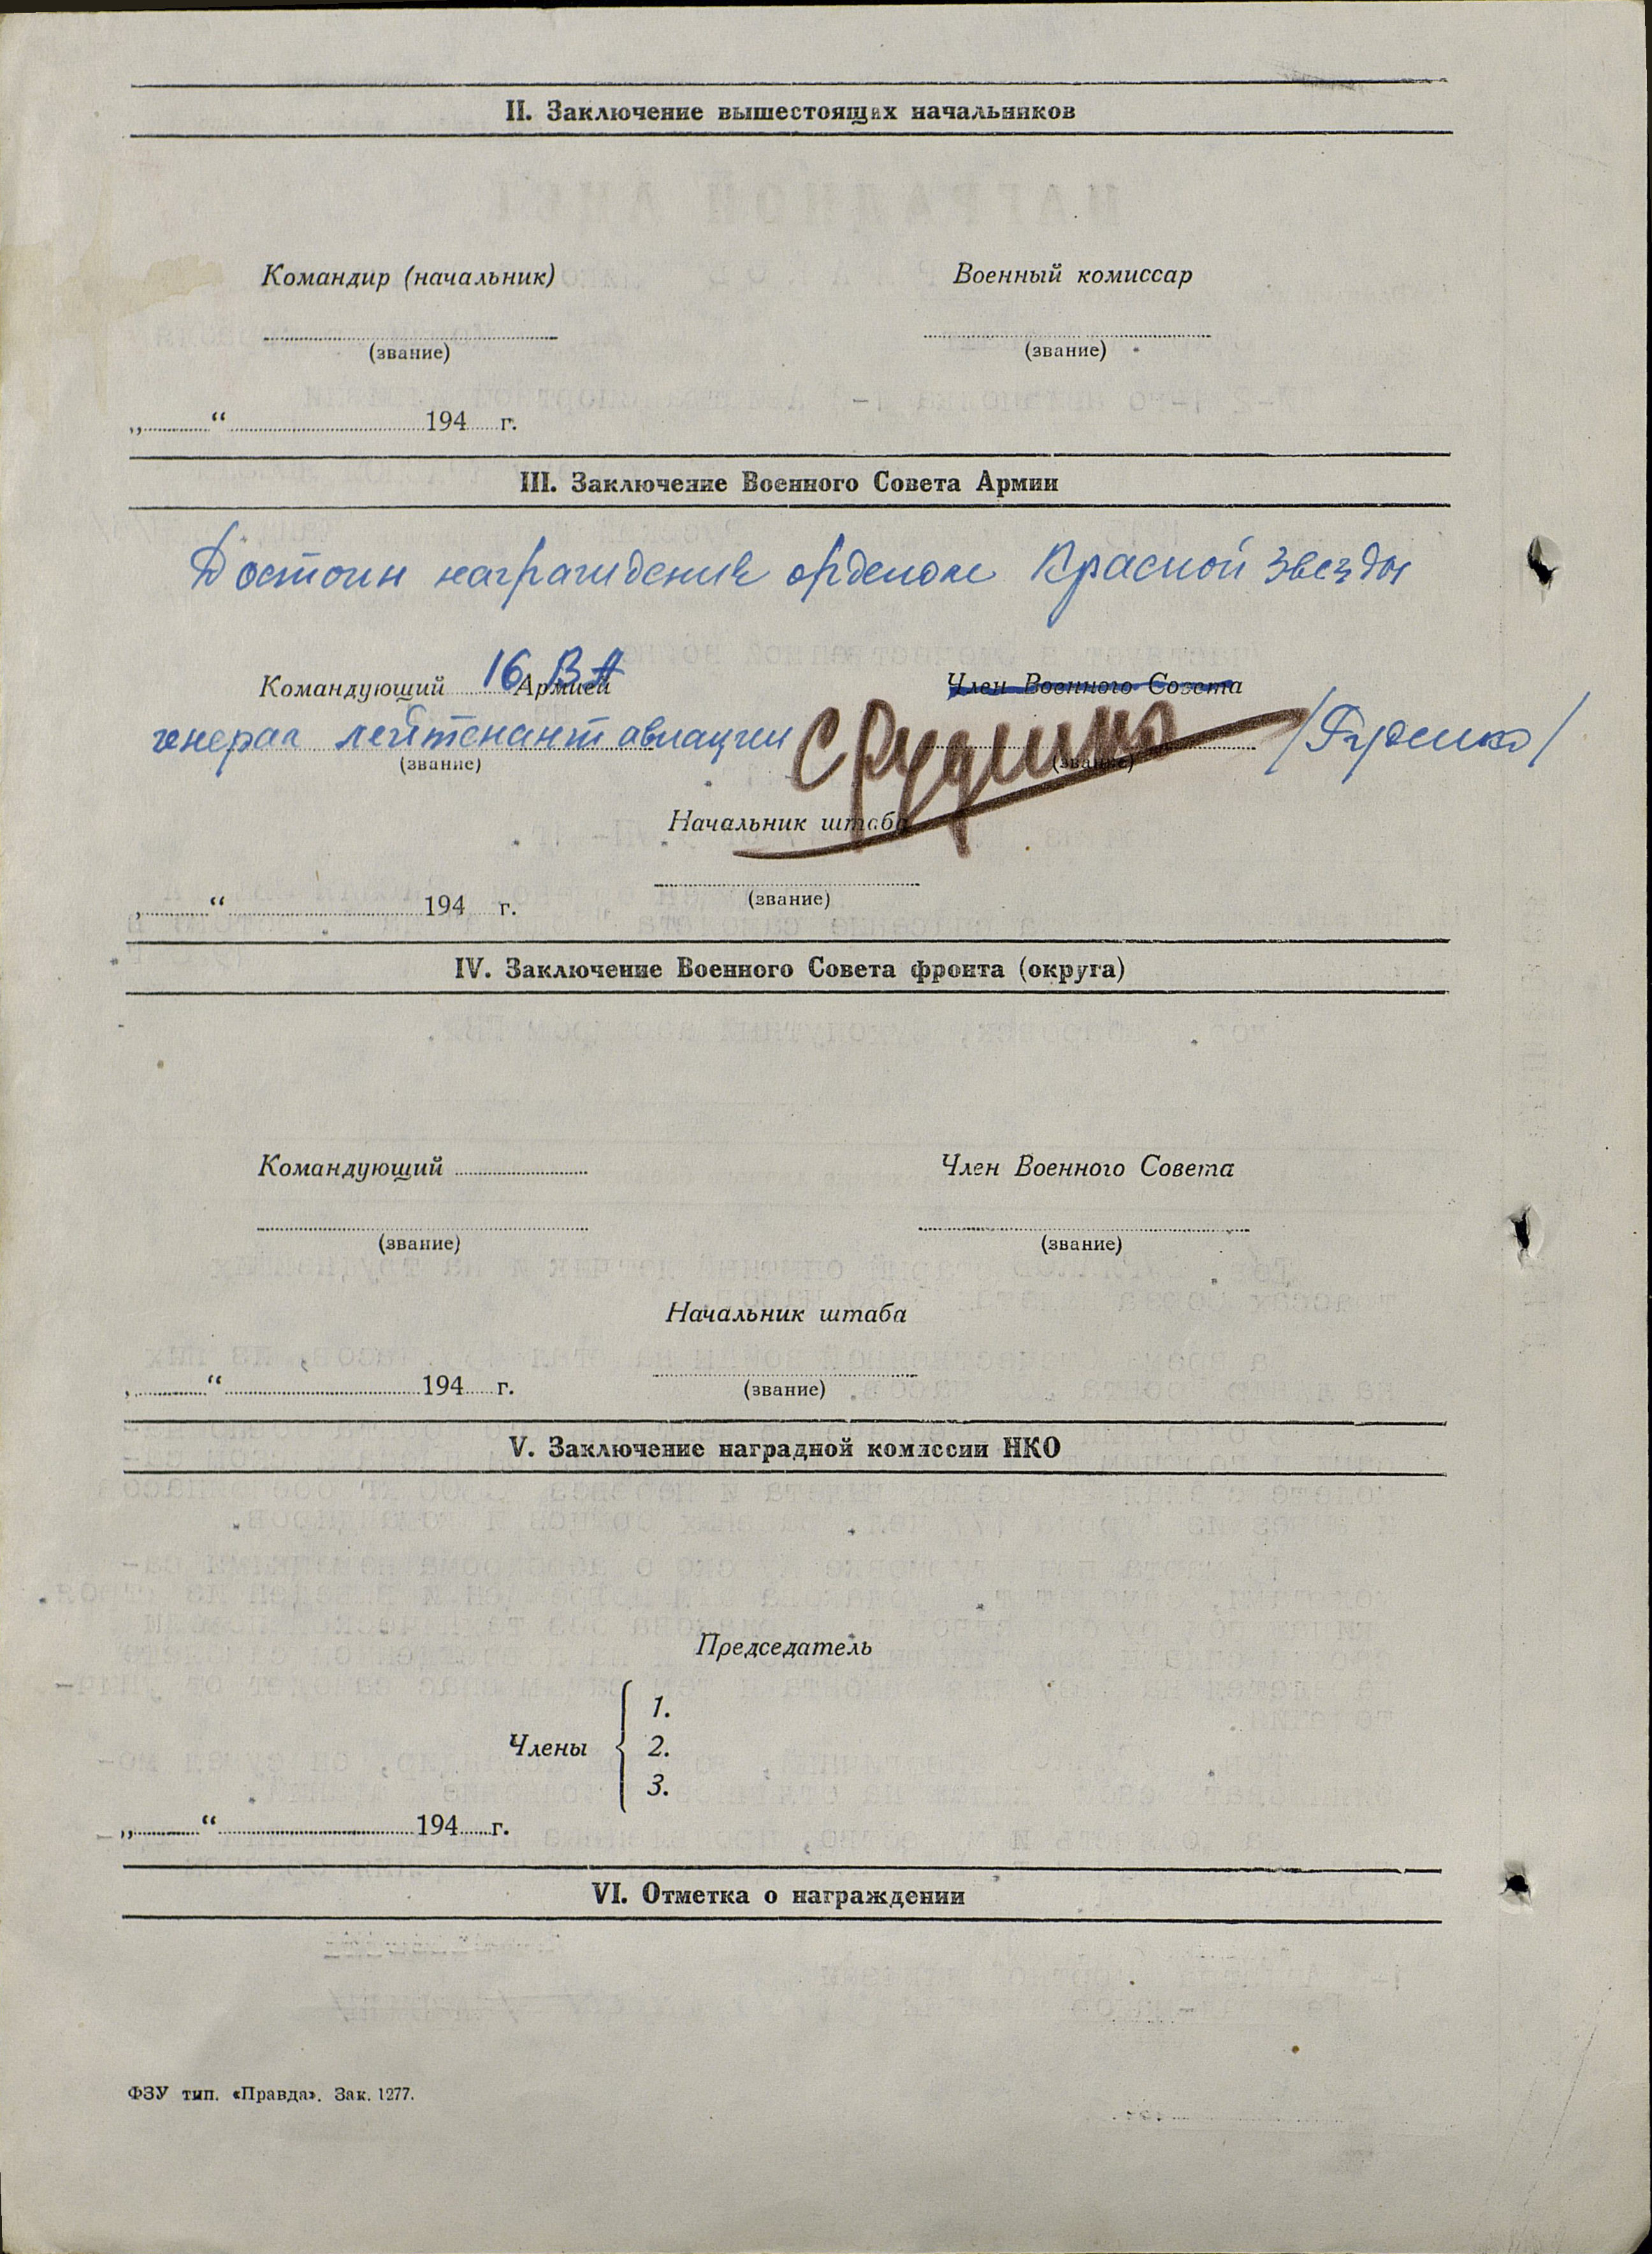 II. Заключение вышестоящих начальников
Командир (начальник)
Военный комиссар
(звание)
(звание)
„............“............ 194......г.
III. Заключение Военного Совета Армии
Достоин награждения орденом Красной Звезды
Командующий 16 ВА Армией
Член Военного Совета
генерал лейтенант авиации СРуденко /Руденко/
(звание)
(звание)
Начальник штаба
(звание)
„............“............ 194 г.
IV. Заключение Военного Совета фронта (округа)
Командующий ............
Член Военного Совета
(звание)
(звание)
Начальник штаба
(звание)
„............“............ 194......г.
V. Заключение наградной комиссии НКО
Председатель
Члены
1.
2.
3.
„............“............ 194......г.
VI. Отметка о награждении
ФЗУ тип. «Правда». Зак. 1277.